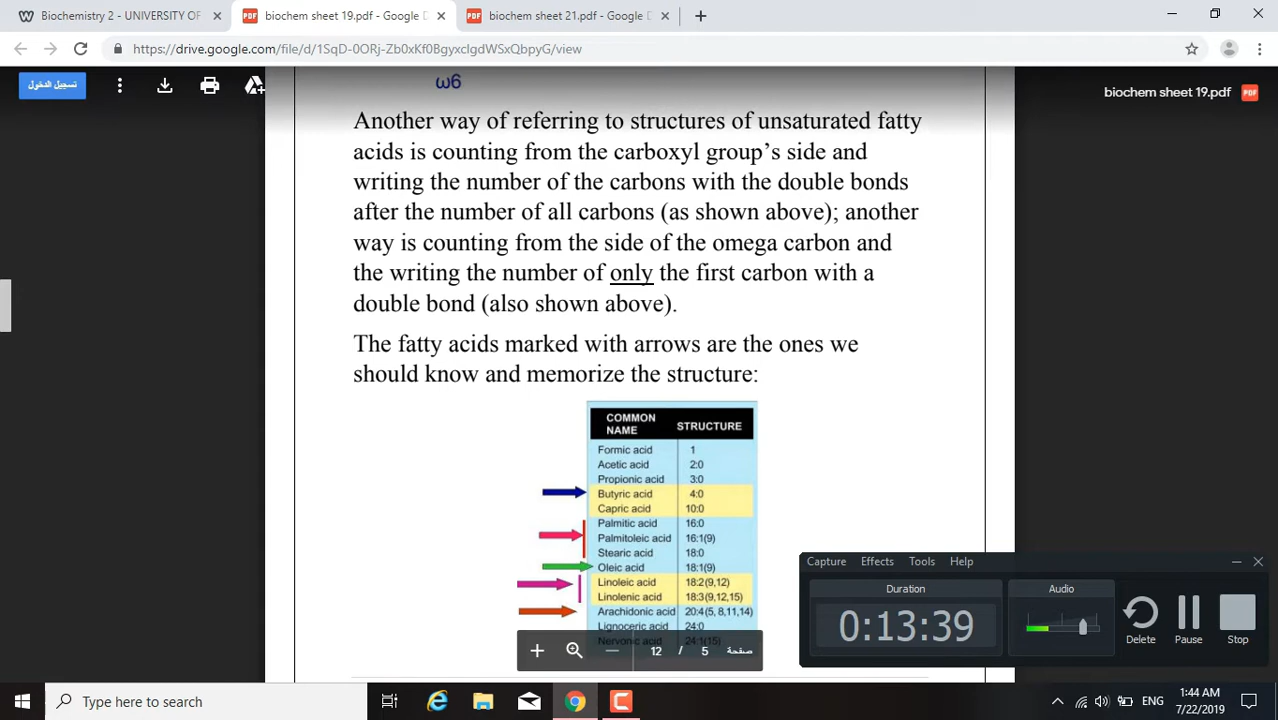 Biochemistry 2 - UNIVERSITY OF
biochem sheet 19.pdf - Google D
biochem sheet 21.pdf - Google D
https://drive.google.com/file/d/1SqD-0ORj-Zb0xKf0BgyxclgdWSxQbpyG/view
تسجيل الدخول
biochem sheet 19.pdf
PDF
ω6
Another way of referring to structures of unsaturated fatty
acids is counting from the carboxyl group's side and
writing the number of the carbons with the double bonds
after the number of all carbons (as shown above); another
way is counting from the side of the omega carbon and
the writing the number of only the first carbon with a
double bond (also shown above).
The fatty acids marked with arrows are the ones we
should know and memorize the structure:
COMMON NAME STRUCTURE
Formic acid 1
Acetic acid 2:0
Propionic acid 3:0
Butyric acid 4:0
Capric acid 10:0
Palmitic acid 16:0
Palmitoleic acid 16:1(9)
Stearic acid 18:0
Oleic acid 18:1(9)
Linoleic acid 18:2(9,12)
Linolenic acid 18:3(9,12,15)
Arachidonic acid 20:4(5, 8,11,14)
Lignoceric acid 24:0
Nervonic acid 24:1(15)
12 / 5 صفحة
Capture Effects Tools Help
Duration
0:13:39
Audio
Delete
Pause
Stop
Type here to search
ENG
1:44 AM
7/22/2019